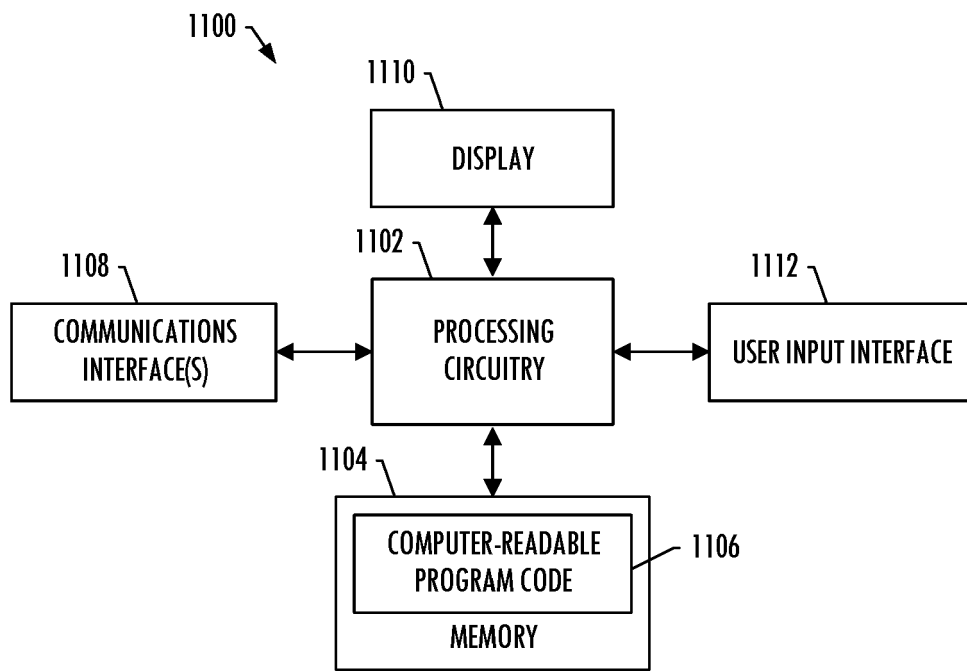 1100
1110
DISPLAY
1102
1108
1112
COMMUNICATIONS
INTERFACE(S)
PROCESSING
CIRCUITRY
USER INPUT INTERFACE
1104
COMPUTER-READABLE
PROGRAM CODE
1106
MEMORY